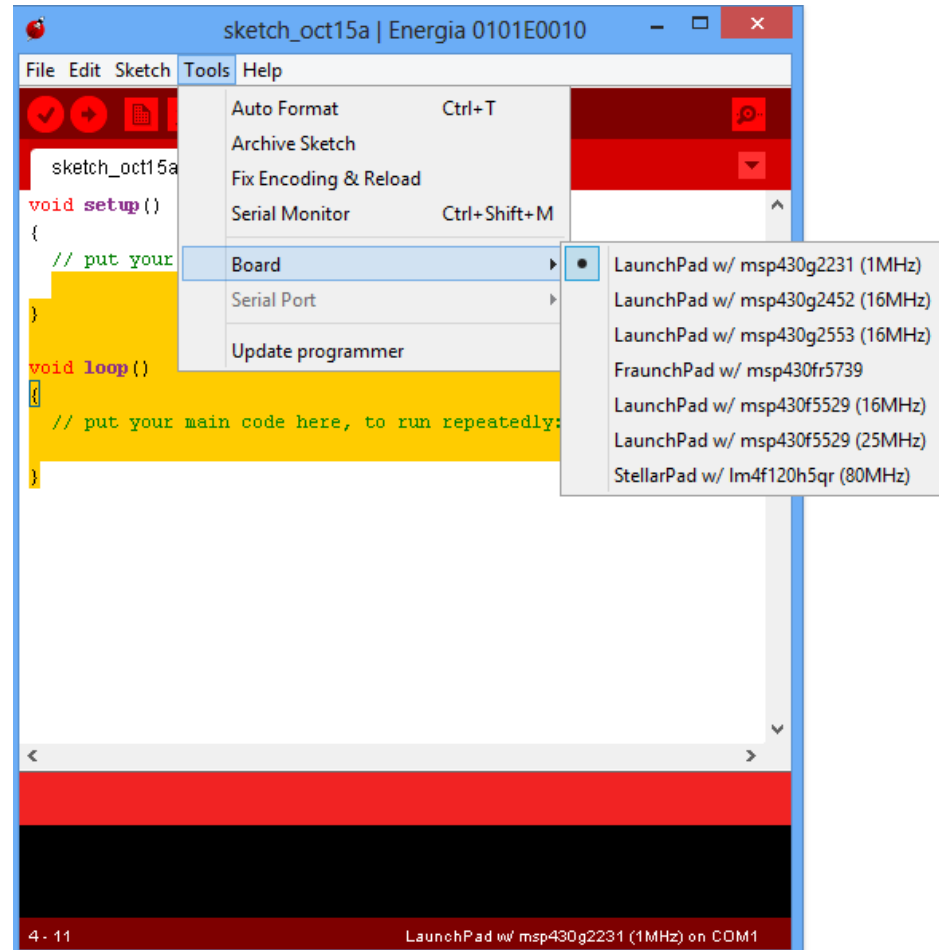 sketch_oct15a | Energia 0101E0010
File Edit Sketch Tools Help
Auto Format Ctrl+T
Archive Sketch
Fix Encoding & Reload
Serial Monitor Ctrl+Shift+M
Board
Serial Port
Update programmer
LaunchPad w/ msp430g2231 (1MHz)
LaunchPad w/ msp430g2452 (16MHz)
LaunchPad w/ msp430g2553 (16MHz)
FraunchPad w/ msp430fr5739
LaunchPad w/ msp430f5529 (16MHz)
LaunchPad w/ msp430f5529 (25MHz)
StellarPad w/ lm4f120h5qr (80MHz)
sketch_oct15a
void setup()
{
// put your
}
void loop()
{
// put your main code here, to run repeatedly:
}
4 - 11 LaunchPad w/ msp430g2231 (1MHz) on COM1